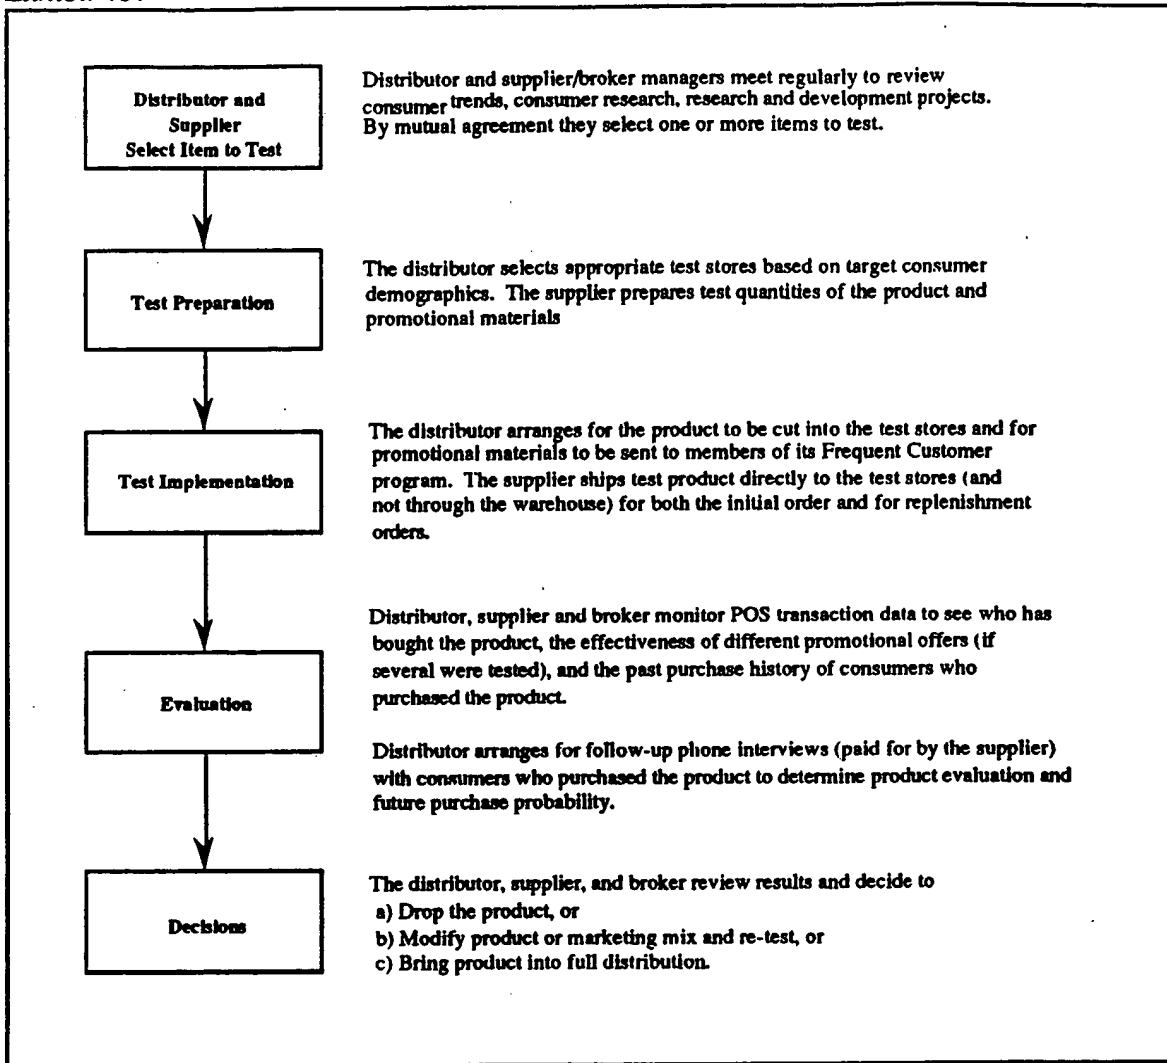 Distributor and
Supplier
Select Item to Test
Distributor and supplier/broker managers meet regularly to review
consumer trends, consumer research, research and development projects.
By mutual agreement they select one or more items to test.
Test Preparation
The distributor selects appropriate test stores based on target consumer
demographics. The supplier prepares test quantities of the product and
promotional materials
Test Implementation
The distributor arranges for the product to be cut into the test stores and for
promotional materials to be sent to members of its Frequent Customer
program. The supplier ships test product directly to the test stores (and
not through the warehouse) for both the initial order and for replenishment
orders.
Evaluation
Distributor, supplier and broker monitor POS transaction data to see who has
bought the product, the effectiveness of different promotional offers (if
several were tested), and the past purchase history of consumers who
purchased the product.
Distributor arranges for follow-up phone interviews (paid for by the supplier)
with consumers who purchased the product to determine product evaluation and
future purchase probability.
Decisions
The distributor, supplier, and broker review results and decide to
a) Drop the product, or
b) Modify product or marketing mix and re-test, or
c) Bring product into full distribution.